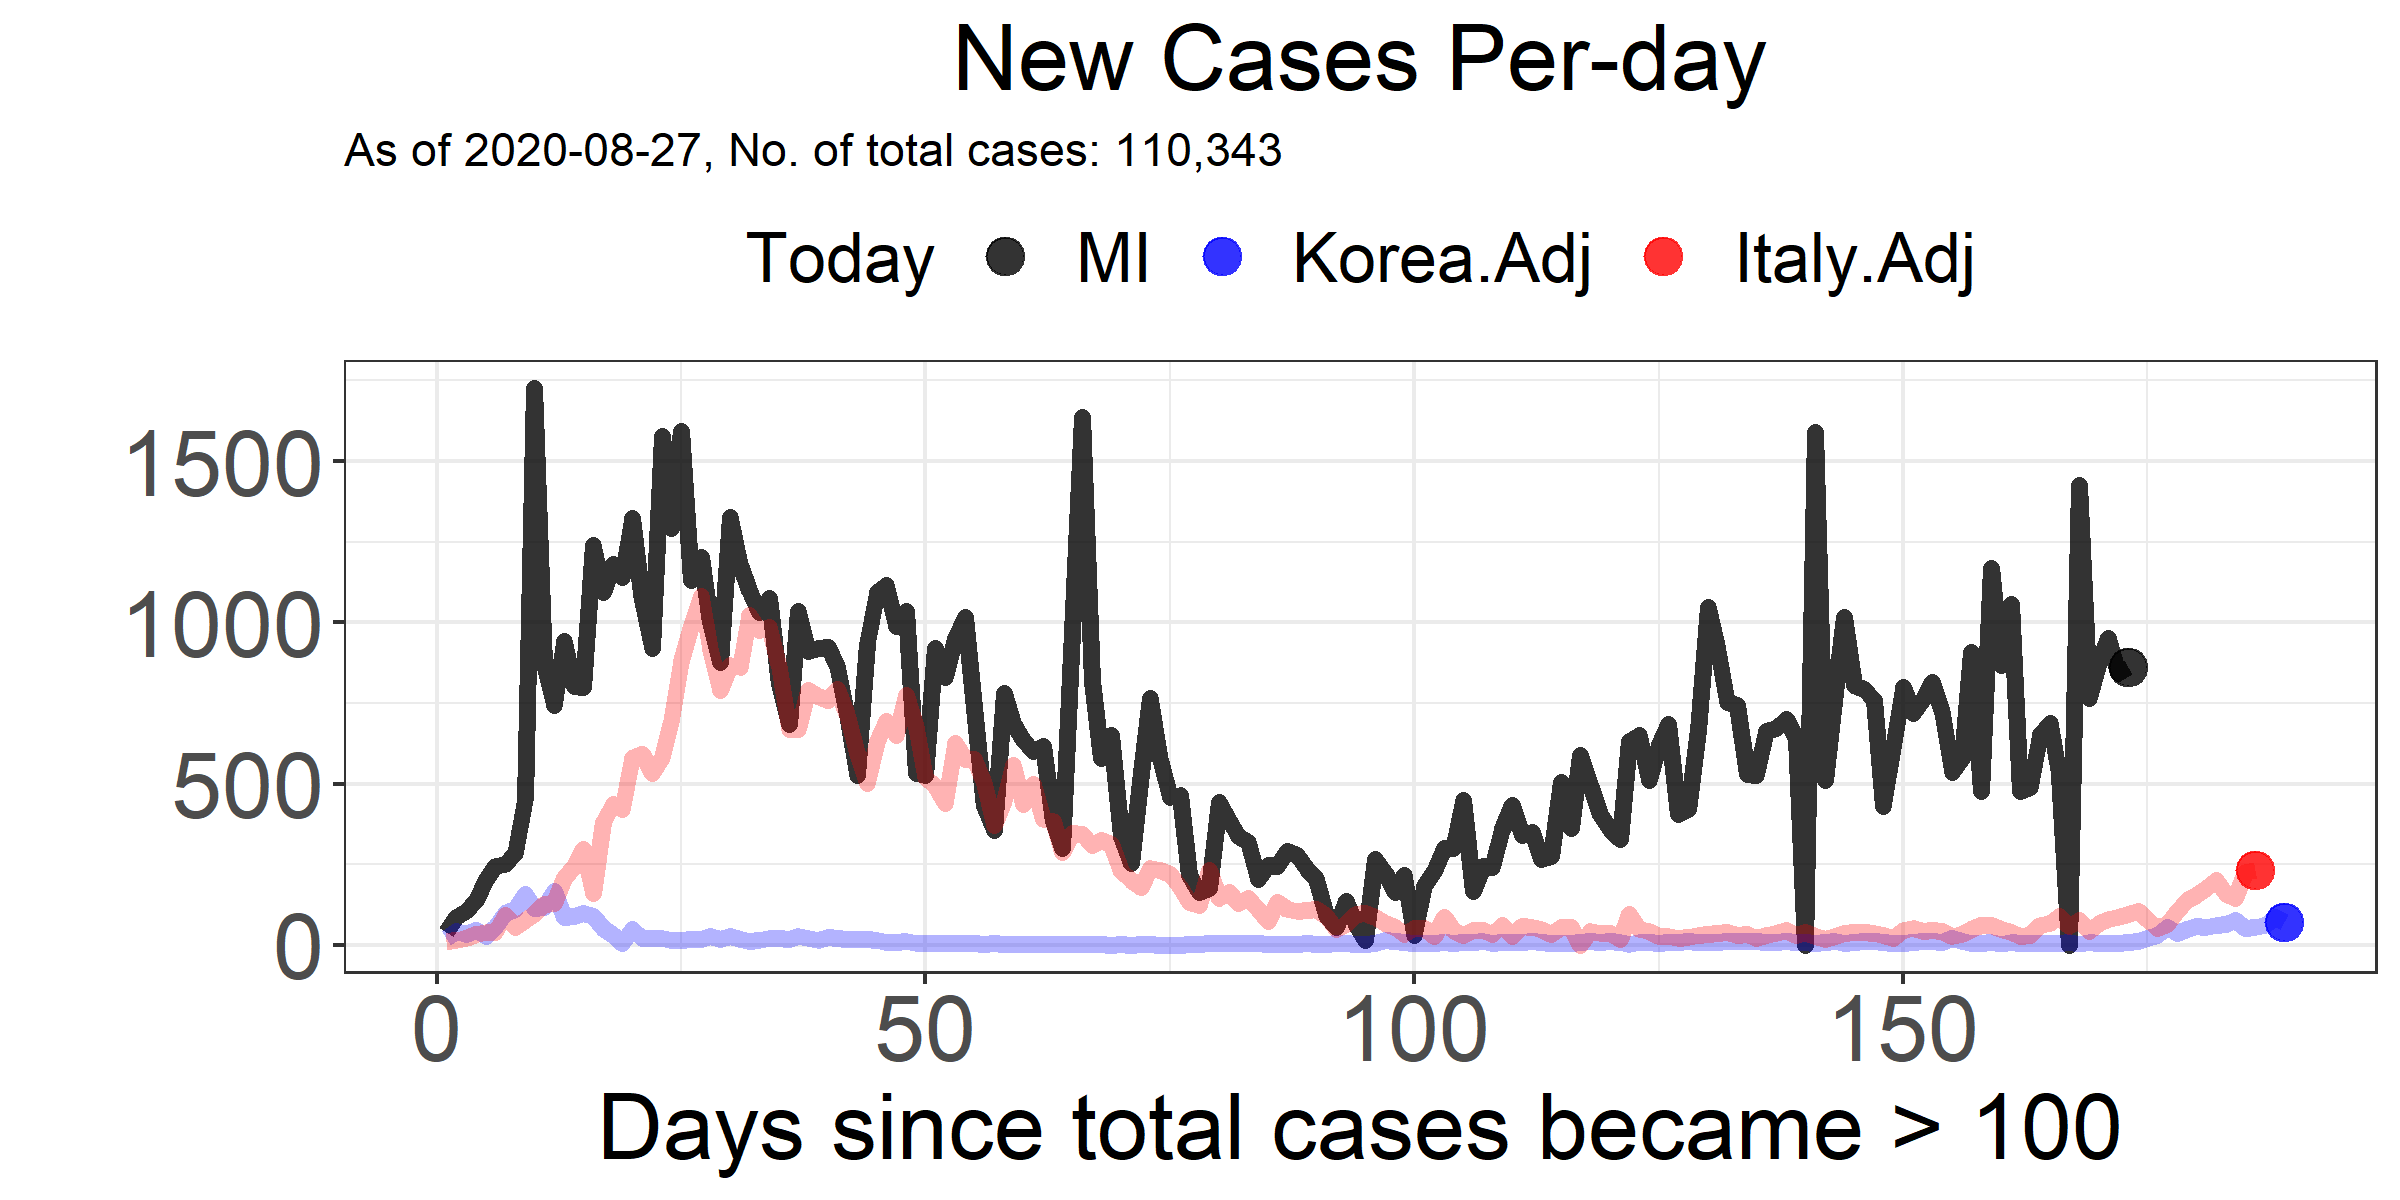 New Cases Per-day
As of 2020-08-27, No. of total cases: 110,343
Today MI Korea.Adj Italy.Adj
1500
1000
500
0
0 50 100 150
Days since total cases became > 100